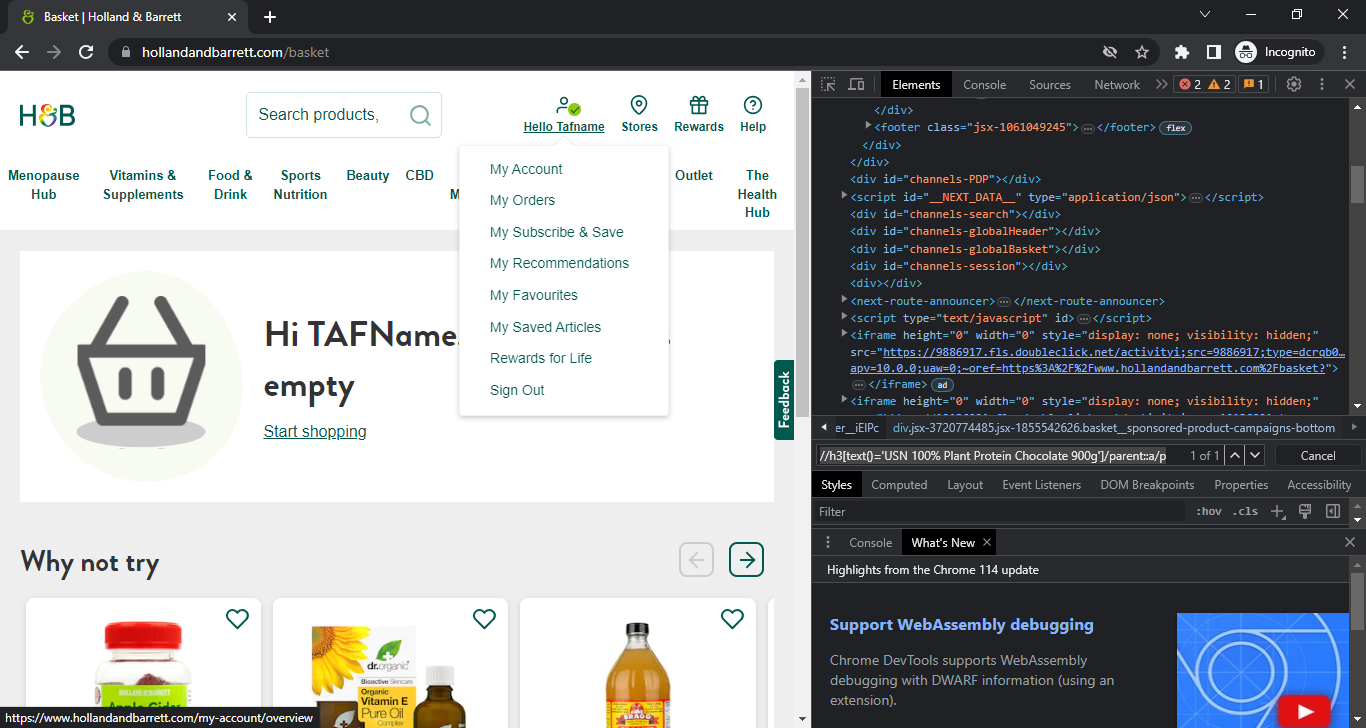 Basket | Holland & Barrett
hollandandbarrett.com/basket
Incognito
H&B
Search products,
Hello Tafname
Stores
Rewards
Help
Menopause
Hub
Vitamins &
Supplements
Food &
Drink
Sports
Nutrition
Beauty
CBD
M
Outlet
The
Health
Hub
My Account
My Orders
My Subscribe & Save
My Recommendations
My Favourites
My Saved Articles
Rewards for Life
Sign Out
Hi TAFName
empty
Start shopping
Feedback
Why not try
HOLLAND & BARRETT
Apple Cider
dr.organic
Bioactive Skincare
Organic
Vitamin E
Pure Oil
Complex
BRAGG
https://www.hollandandbarrett.com/my-account/overview
Elements
Console
Sources
Network
2
2
1
</div>
<footer class="jsx-1061049245">…</footer> flex
</div>
</div>
<div id="channels-PDP"></div>
<script id="__NEXT_DATA__" type="application/json">…</script>
<div id="channels-search"></div>
<div id="channels-globalHeader"></div>
<div id="channels-globalBasket"></div>
<div id="channels-session"></div>
<div></div>
<next-route-announcer>…</next-route-announcer>
<script type="text/javascript" id>…</script>
<iframe height="0" width="0" style="display: none; visibility: hidden;"
src="https://9886917.fls.doubleclick.net/activityi;src=9886917;type=dcrqb0…
apv=10.0.0;uaw=0;~oref=https%3A%2F%2Fwww.hollandandbarrett.com%2Fbasket?">
…</iframe> ad
<iframe height="0" width="0" style="display: none; visibility: hidden;"
er__iElPc
div.jsx-3720774485.jsx-1855542626.basket__sponsored-product-campaigns-bottom
//h3[text()='USN 100% Plant Protein Chocolate 900g']/parent::a/p
1 of 1
Cancel
Styles
Computed
Layout
Event Listeners
DOM Breakpoints
Properties
Accessibility
Filter
:hov
.cls
Console
What's New
Highlights from the Chrome 114 update
Support WebAssembly debugging
Chrome DevTools supports WebAssembly
debugging with DWARF information (using an
extension).